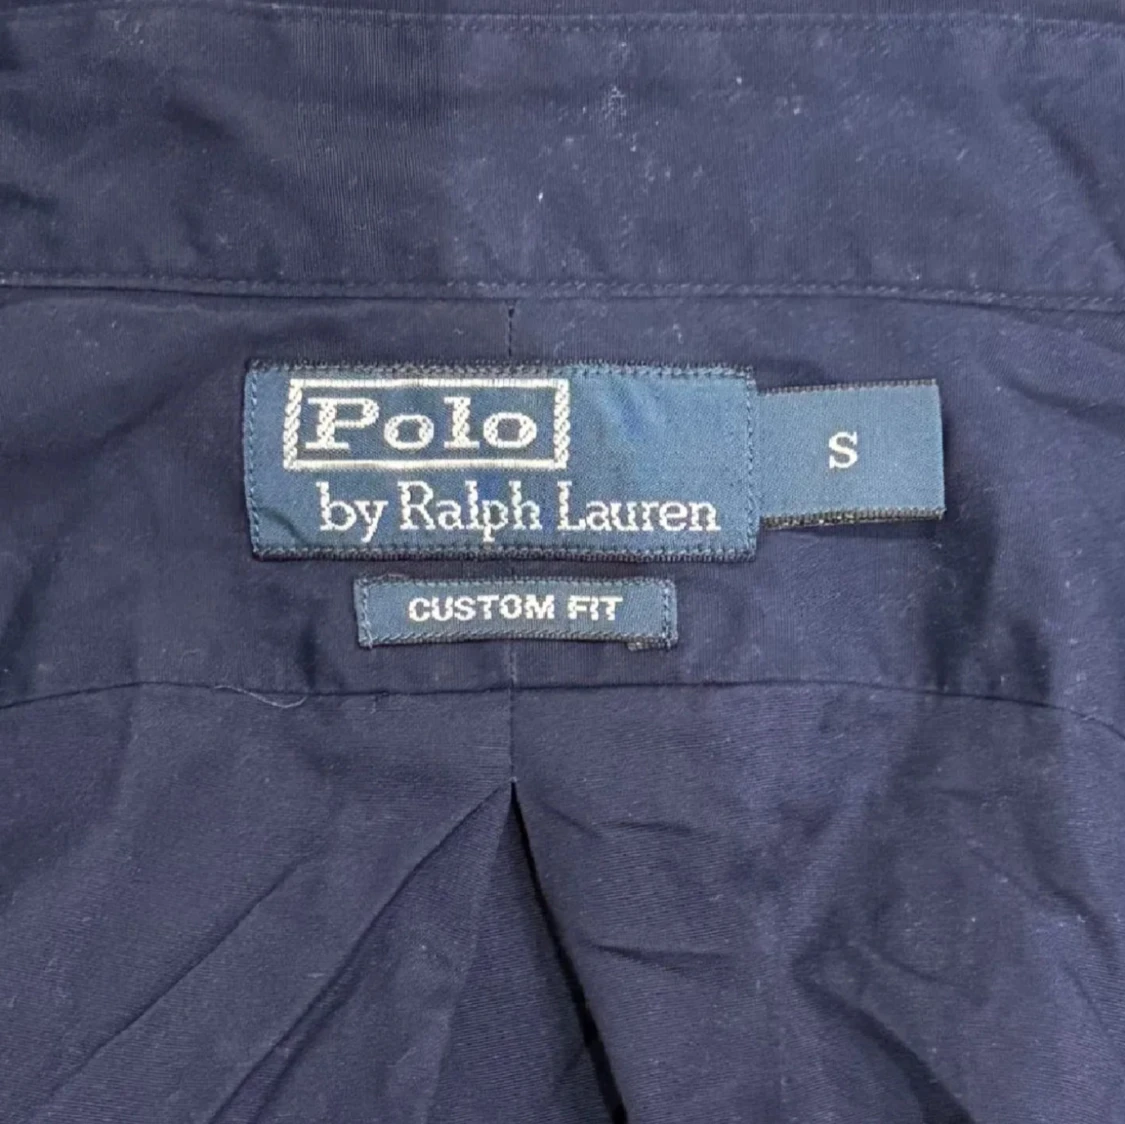 Polo
by Ralph Lauren
S
CUSTOM FIT